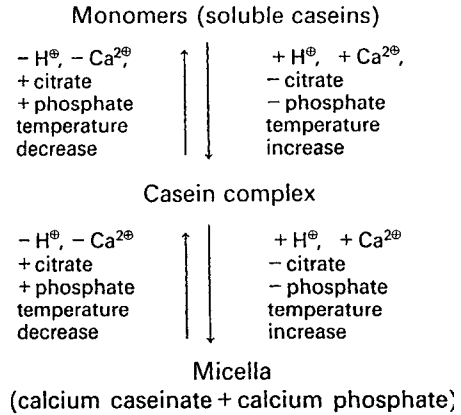 Monomers (soluble caseins)
− H⊕, − Ca2⊕,
+ citrate
+ phosphate
temperature
decrease
+ H⊕, + Ca2⊕,
− citrate
− phosphate
temperature
increase
Casein complex
− H⊕, − Ca2⊕
+ citrate
+ phosphate
temperature
decrease
+ H⊕, + Ca2⊕
− citrate
− phosphate
temperature
increase
Micella
(calcium caseinate + calcium phosphate)